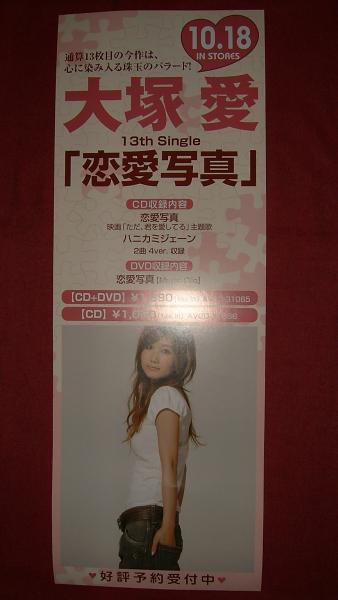 通算13枚目の今作は、
心に染み入る珠玉のバラード!
10.18
IN STORES
大塚 愛
13th Single
「恋愛写真」
CD収録内容
恋愛写真
映画「ただ、君を愛してる」主題歌
ハニカミジェーン
2曲 4ver. 収録
DVD収録内容
恋愛写真
【CD+DVD】
【CD】
♥好評予約受付中♥